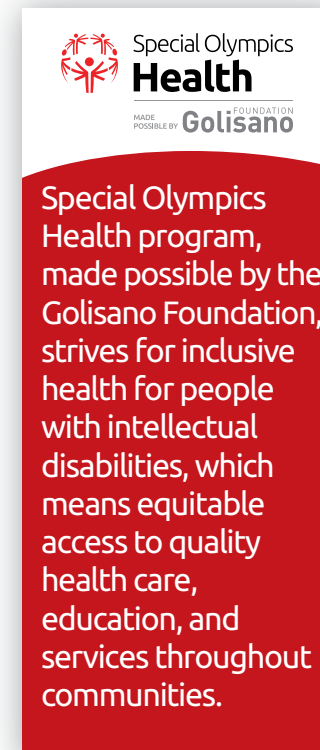 Special Olympics
Health
MADE
POSSIBLE BY
Golisano
FOUNDATION
Special Olympics
Health program,
made possible by the
Golisano Foundation,
strives for inclusive
health for people
with intellectual
disabilities, which
means equitable
access to quality
health care,
education, and
services throughout
communities.